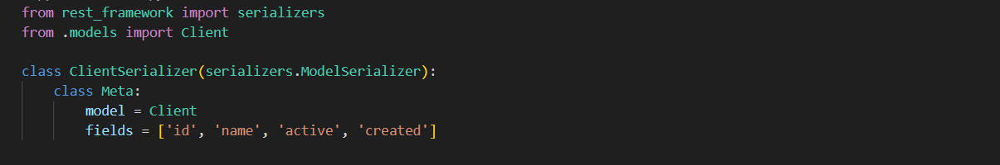 from rest_framework import serializers
from .models import Client
class ClientSerializer(serializers.ModelSerializer):
class Meta:
model = Client
fields = ['id', 'name', 'active', 'created']